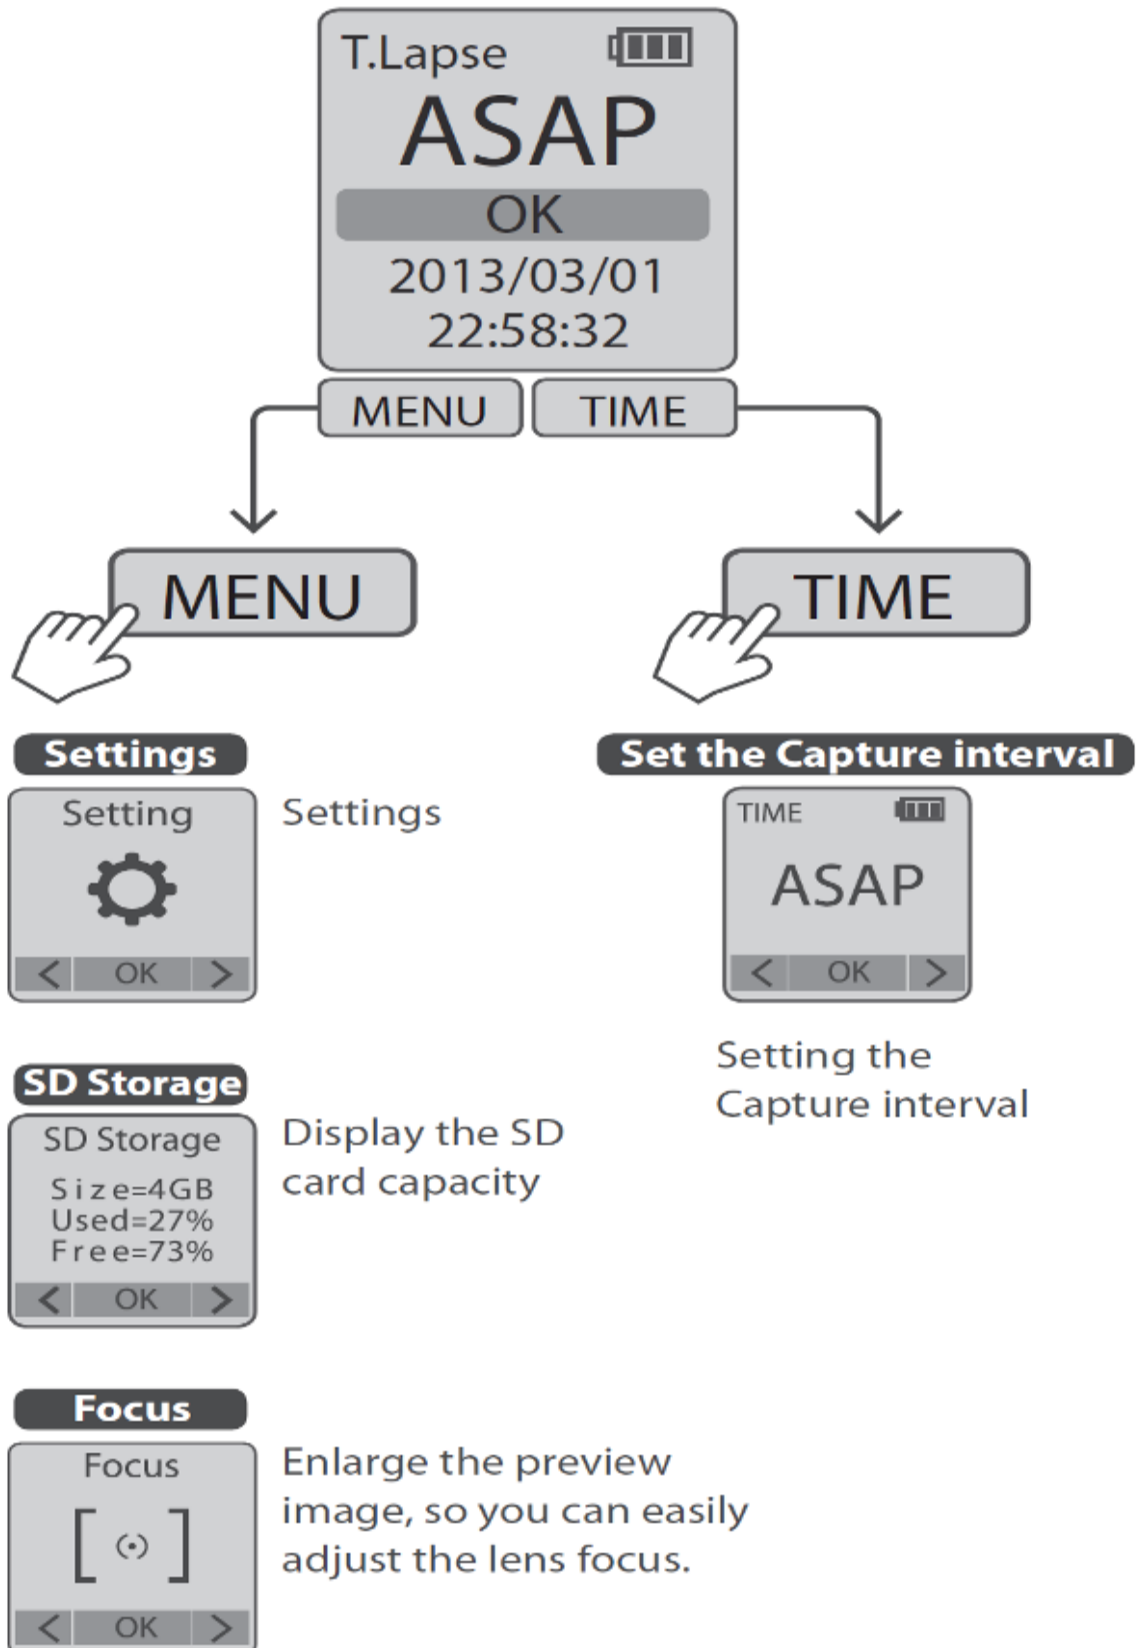 T.Lapse
ASAP
OK
2013/03/01
22:58:32
MENU TIME
MENU
TIME
Settings
Setting
< OK >
Settings
SD Storage
SD Storage
Size=4GB
Used=27%
Free=73%
< OK >
Display the SD
card capacity
Focus
Focus
< OK >
Enlarge the preview
image, so you can easily
adjust the lens focus.
Set the Capture interval
TIME
ASAP
< OK >
Setting the
Capture interval